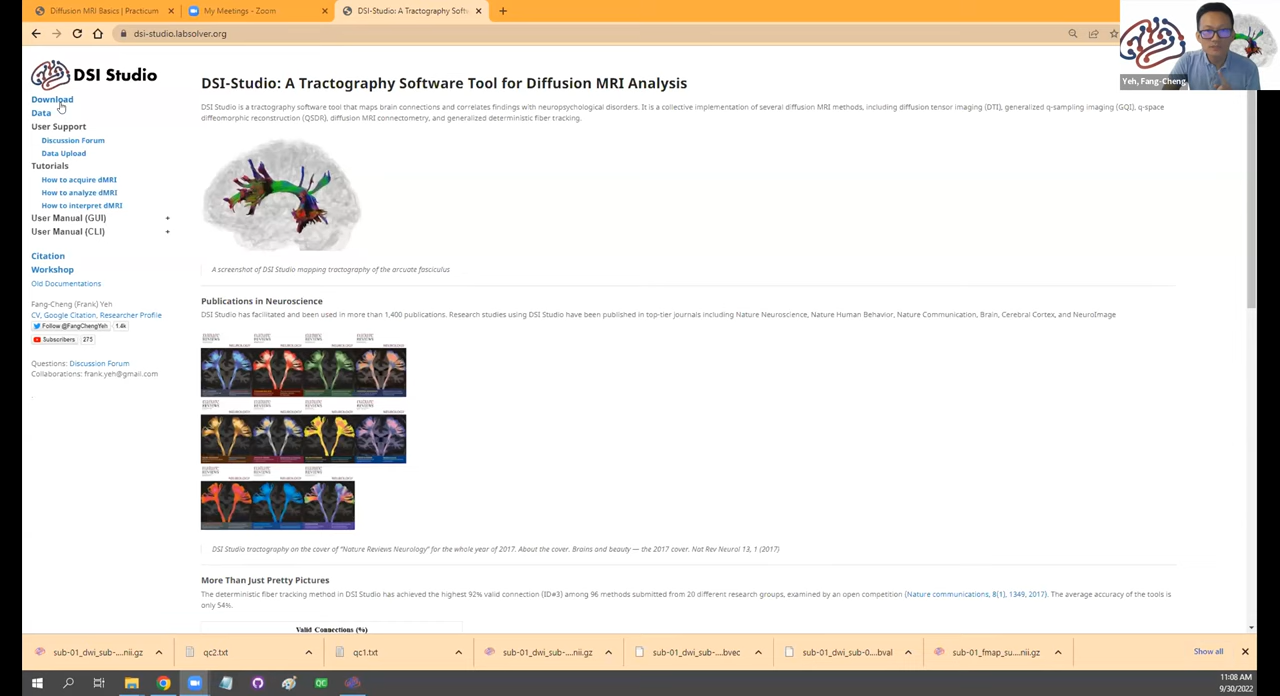 Diffusion MRI Basics | Practicum
My Meetings - Zoom
DSI-Studio: A Tractography Soft
dsi-studio.labsolver.org
Yeh, Fang-Cheng
DSI Studio
Download
Data
User Support
Discussion Forum
Data Upload
Tutorials
How to acquire dMRI
How to analyze dMRI
How to interpret dMRI
User Manual (GUI) +
User Manual (CLI) +
Citation
Workshop
Old Documentations
Fang-Cheng (Frank) Yeh
CV, Google Citation, Researcher Profile
Follow @FangChengYeh 1.4k
Subscribers 275
Questions: Discussion Forum
Collaborations: frank.yeh@gmail.com
DSI-Studio: A Tractography Software Tool for Diffusion MRI Analysis
DSI Studio is a tractography software tool that maps brain connections and correlates findings with neuropsychological disorders. It is a collective implementation of several diffusion MRI methods, including diffusion tensor imaging (DTI), generalized q-sampling imaging (GQI), q-space
diffeomorphic reconstruction (QSDR), diffusion MRI connectometry, and generalized deterministic fiber tracking.
A screenshot of DSI Studio mapping tractography of the arcuate fasciculus
Publications in Neuroscience
DSI Studio has facilitated and been used in more than 1,400 publications. Research studies using DSI Studio have been published in top-tier journals including Nature Neuroscience, Nature Human Behavior, Nature Communication, Brain, Cerebral Cortex, and NeuroImage
DSI Studio tractography on the cover of "Nature Reviews Neurology" for the whole year of 2017. About the cover. Brains and beauty — the 2017 cover. Nat Rev Neurol 13, 1 (2017)
More Than Just Pretty Pictures
The deterministic fiber tracking method in DSI Studio has achieved the highest 92% valid connection (ID#3) among 96 methods submitted from 20 different research groups, examined by an open competition (Nature communications, 8(1), 1349, 2017). The average accuracy of the tools is
only 54%.
Valid Connections (%)
sub-01_dwi_sub-....nii.gz
qc2.txt
qc1.txt
sub-01_dwi_sub-....nii.gz
sub-01_dwi_sub-....bvec
sub-01_dwi_sub-0....bval
sub-01_fmap_su....nii.gz
Show all
11:08 AM
9/30/2022